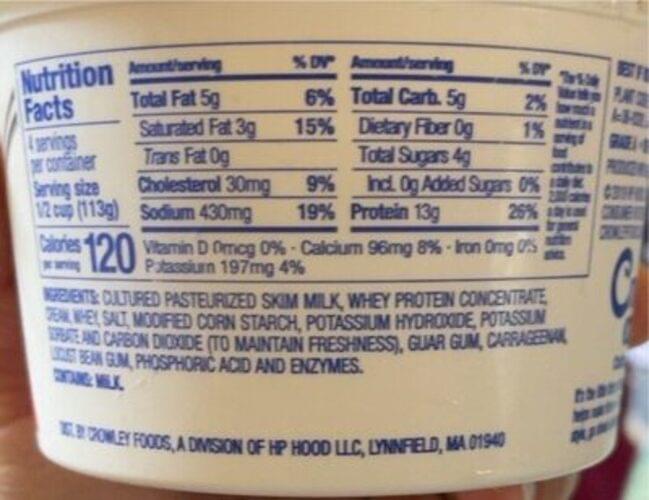 Nutrition
Facts
4 servings
per container
Serving size
1/2 cup (113g)
Calories
per serving
120
Amount/serving % DV*
Total Fat 5g 6%
Saturated Fat 3g 15%
Trans Fat 0g
Cholesterol 30mg 9%
Sodium 430mg 19%
Amount/serving % DV*
Total Carb. 5g 2%
Dietary Fiber 0g 1%
Total Sugars 4g
Incl. 0g Added Sugars 0%
Protein 13g 26%
Vitamin D 0mcg 0% · Calcium 96mg 8% · Iron 0mg 0%
Potassium 197mg 4%
INGREDIENTS: CULTURED PASTEURIZED SKIM MILK, WHEY PROTEIN CONCENTRATE,
CREAM, WHEY, SALT, MODIFIED CORN STARCH, POTASSIUM HYDROXIDE, POTASSIUM
SORBATE AND CARBON DIOXIDE (TO MAINTAIN FRESHNESS), GUAR GUM, CARRAGEENAN,
LOCUST BEAN GUM, PHOSPHORIC ACID AND ENZYMES.
CONTAINS: MILK.
DIST. BY CROWLEY FOODS, A DIVISION OF HP HOOD LLC, LYNNFIELD, MA 01940
BEST
PLANT